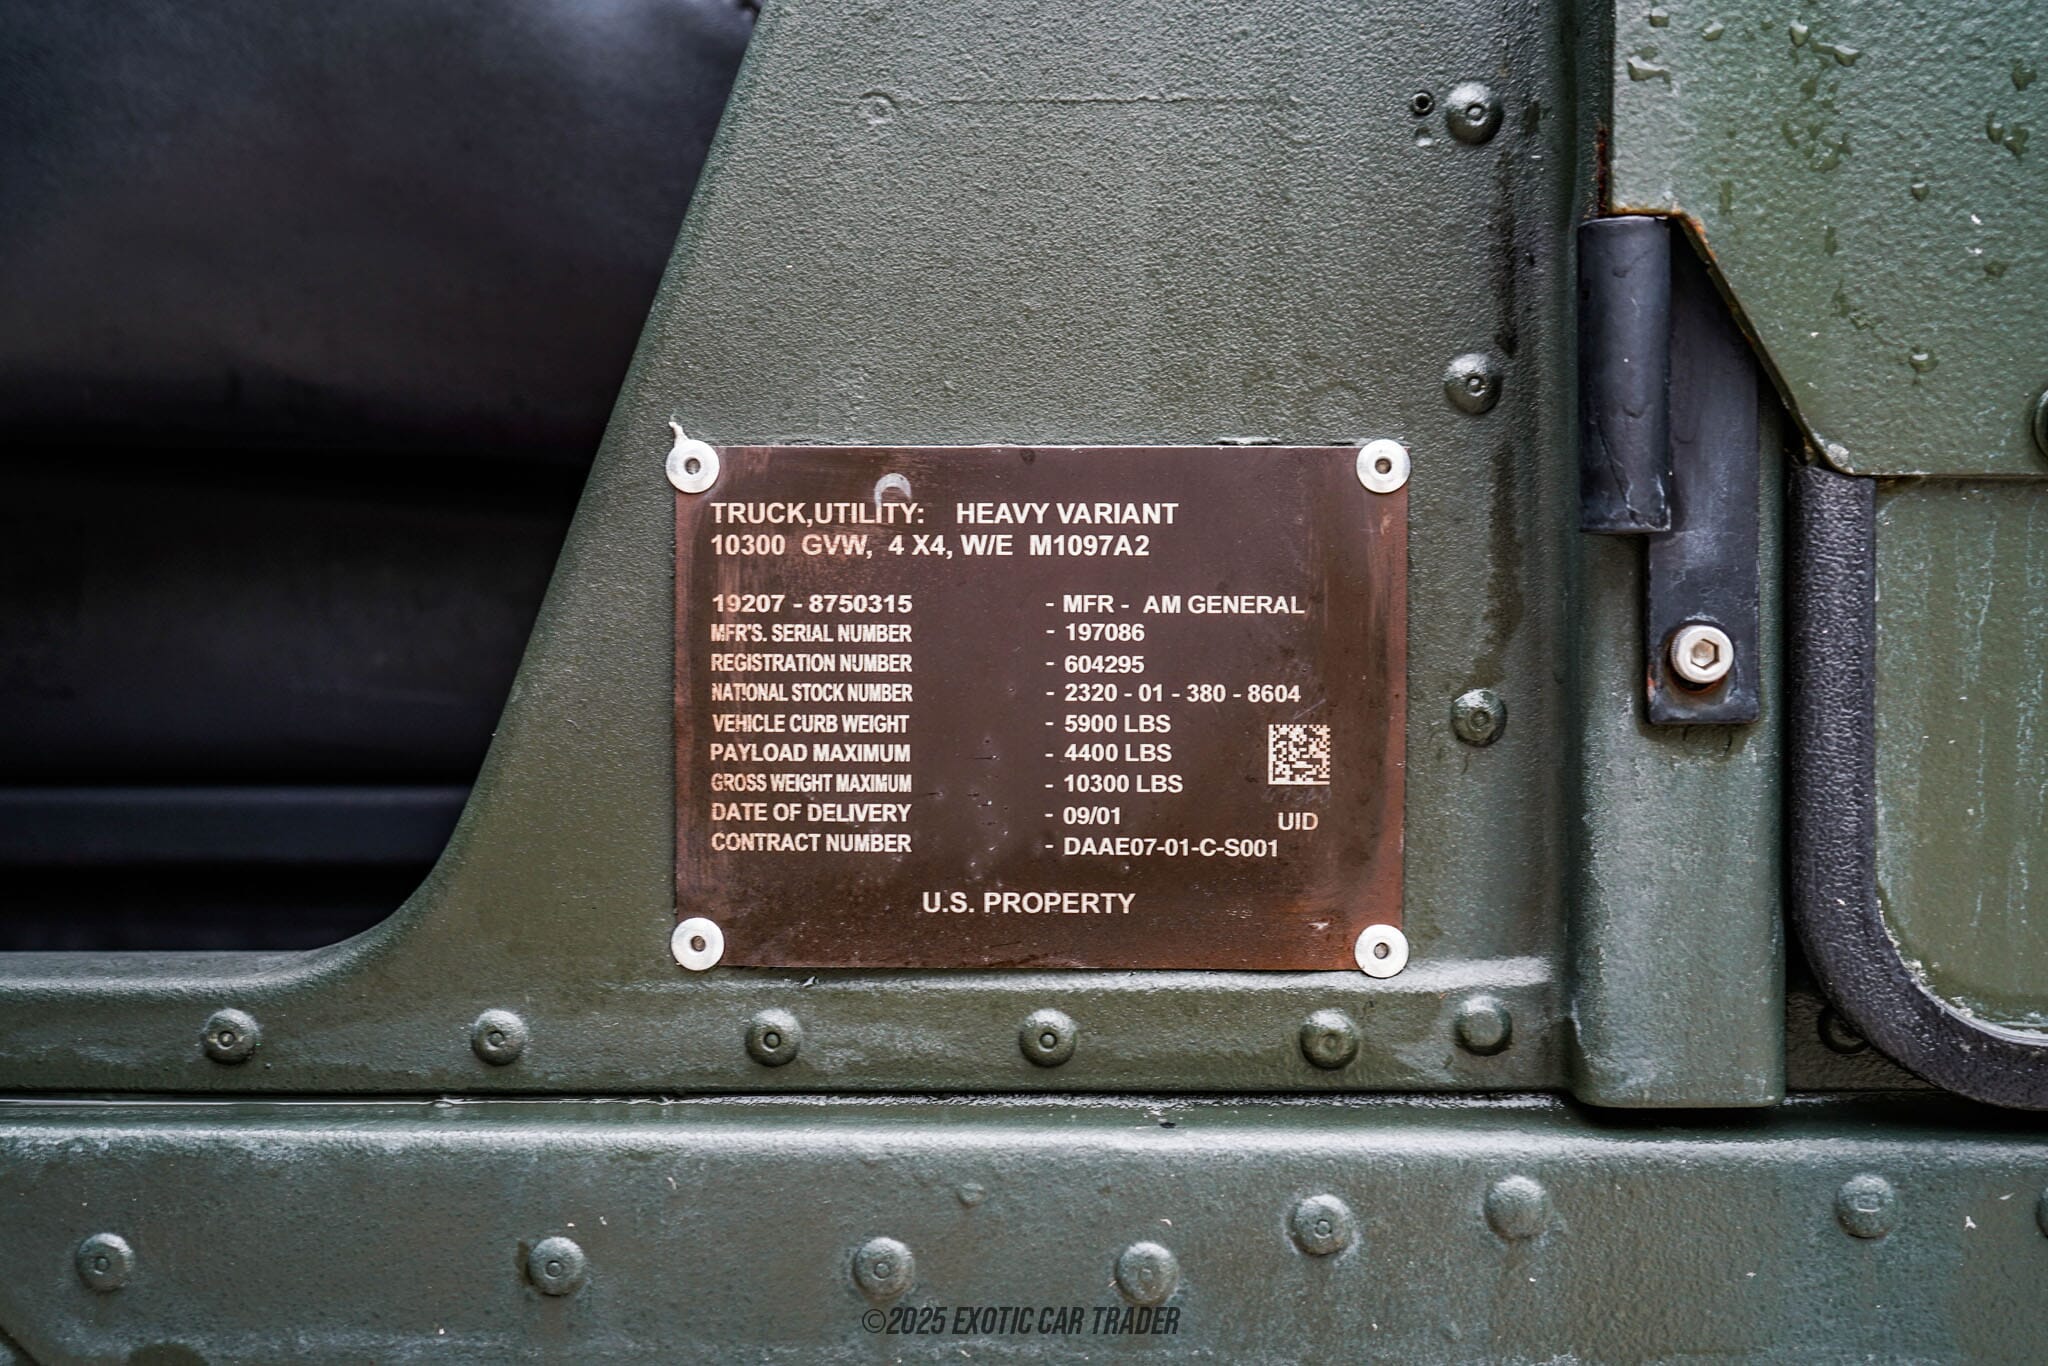 TRUCK,UTILITY: HEAVY VARIANT
10300 GVW, 4 X4, W/E M1097A2
19207 - 8750315 - MFR - AM GENERAL
MFR'S. SERIAL NUMBER - 197086
REGISTRATION NUMBER - 604295
NATIONAL STOCK NUMBER - 2320 - 01 - 380 - 8604
VEHICLE CURB WEIGHT - 5900 LBS
PAYLOAD MAXIMUM - 4400 LBS
GROSS WEIGHT MAXIMUM - 10300 LBS
DATE OF DELIVERY - 09/01
UID
CONTRACT NUMBER - DAAE07-01-C-S001
U.S. PROPERTY
©2025 EXOTIC CAR TRADER